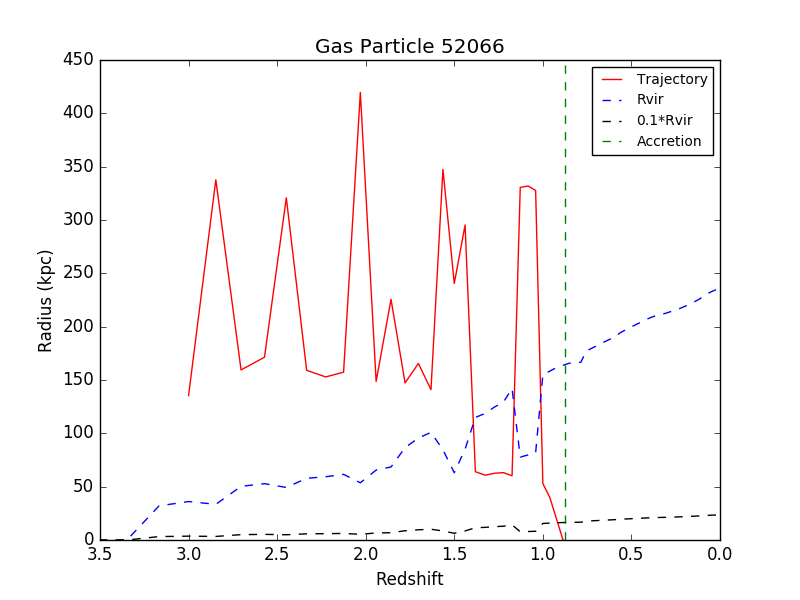 Gas Particle 52066
450
400
350
300
250
200
150
100
50
0
Radius (kpc)
Trajectory
Rvir
0.1*Rvir
Accretion
3.5 3.0 2.5 2.0 1.5 1.0 0.5 0.0
Redshift